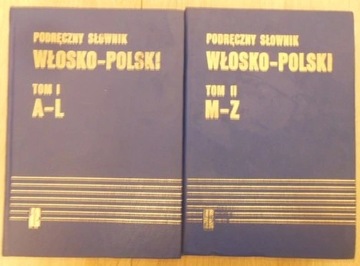 PODRĘCZNY SŁOWNIK
WŁOSKO-POLSKI
TOM I
A-L
PODRĘCZNY SŁOWNIK
WŁOSKO-POLSKI
TOM II
M-Z